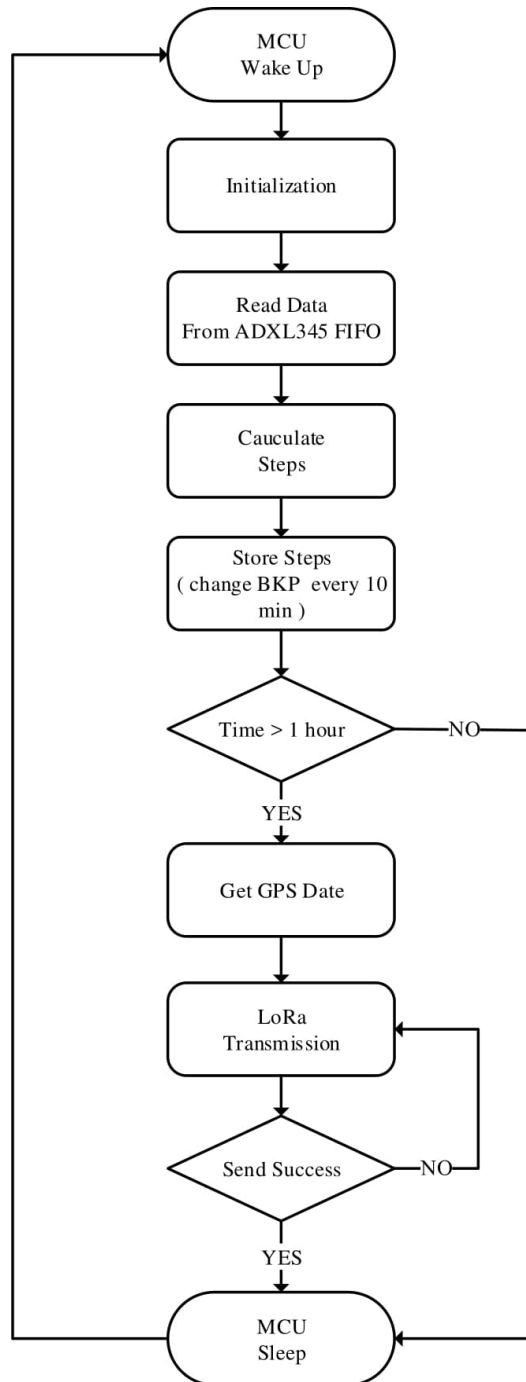 MCU
Wake Up
Initialization
Read Data
From ADXL345 FIFO
Cauculate
Steps
Store Steps
( change BKP every 10
min )
Time > 1 hour
NO
YES
Get GPS Date
LoRa
Transmission
Send Success
NO
YES
MCU
Sleep